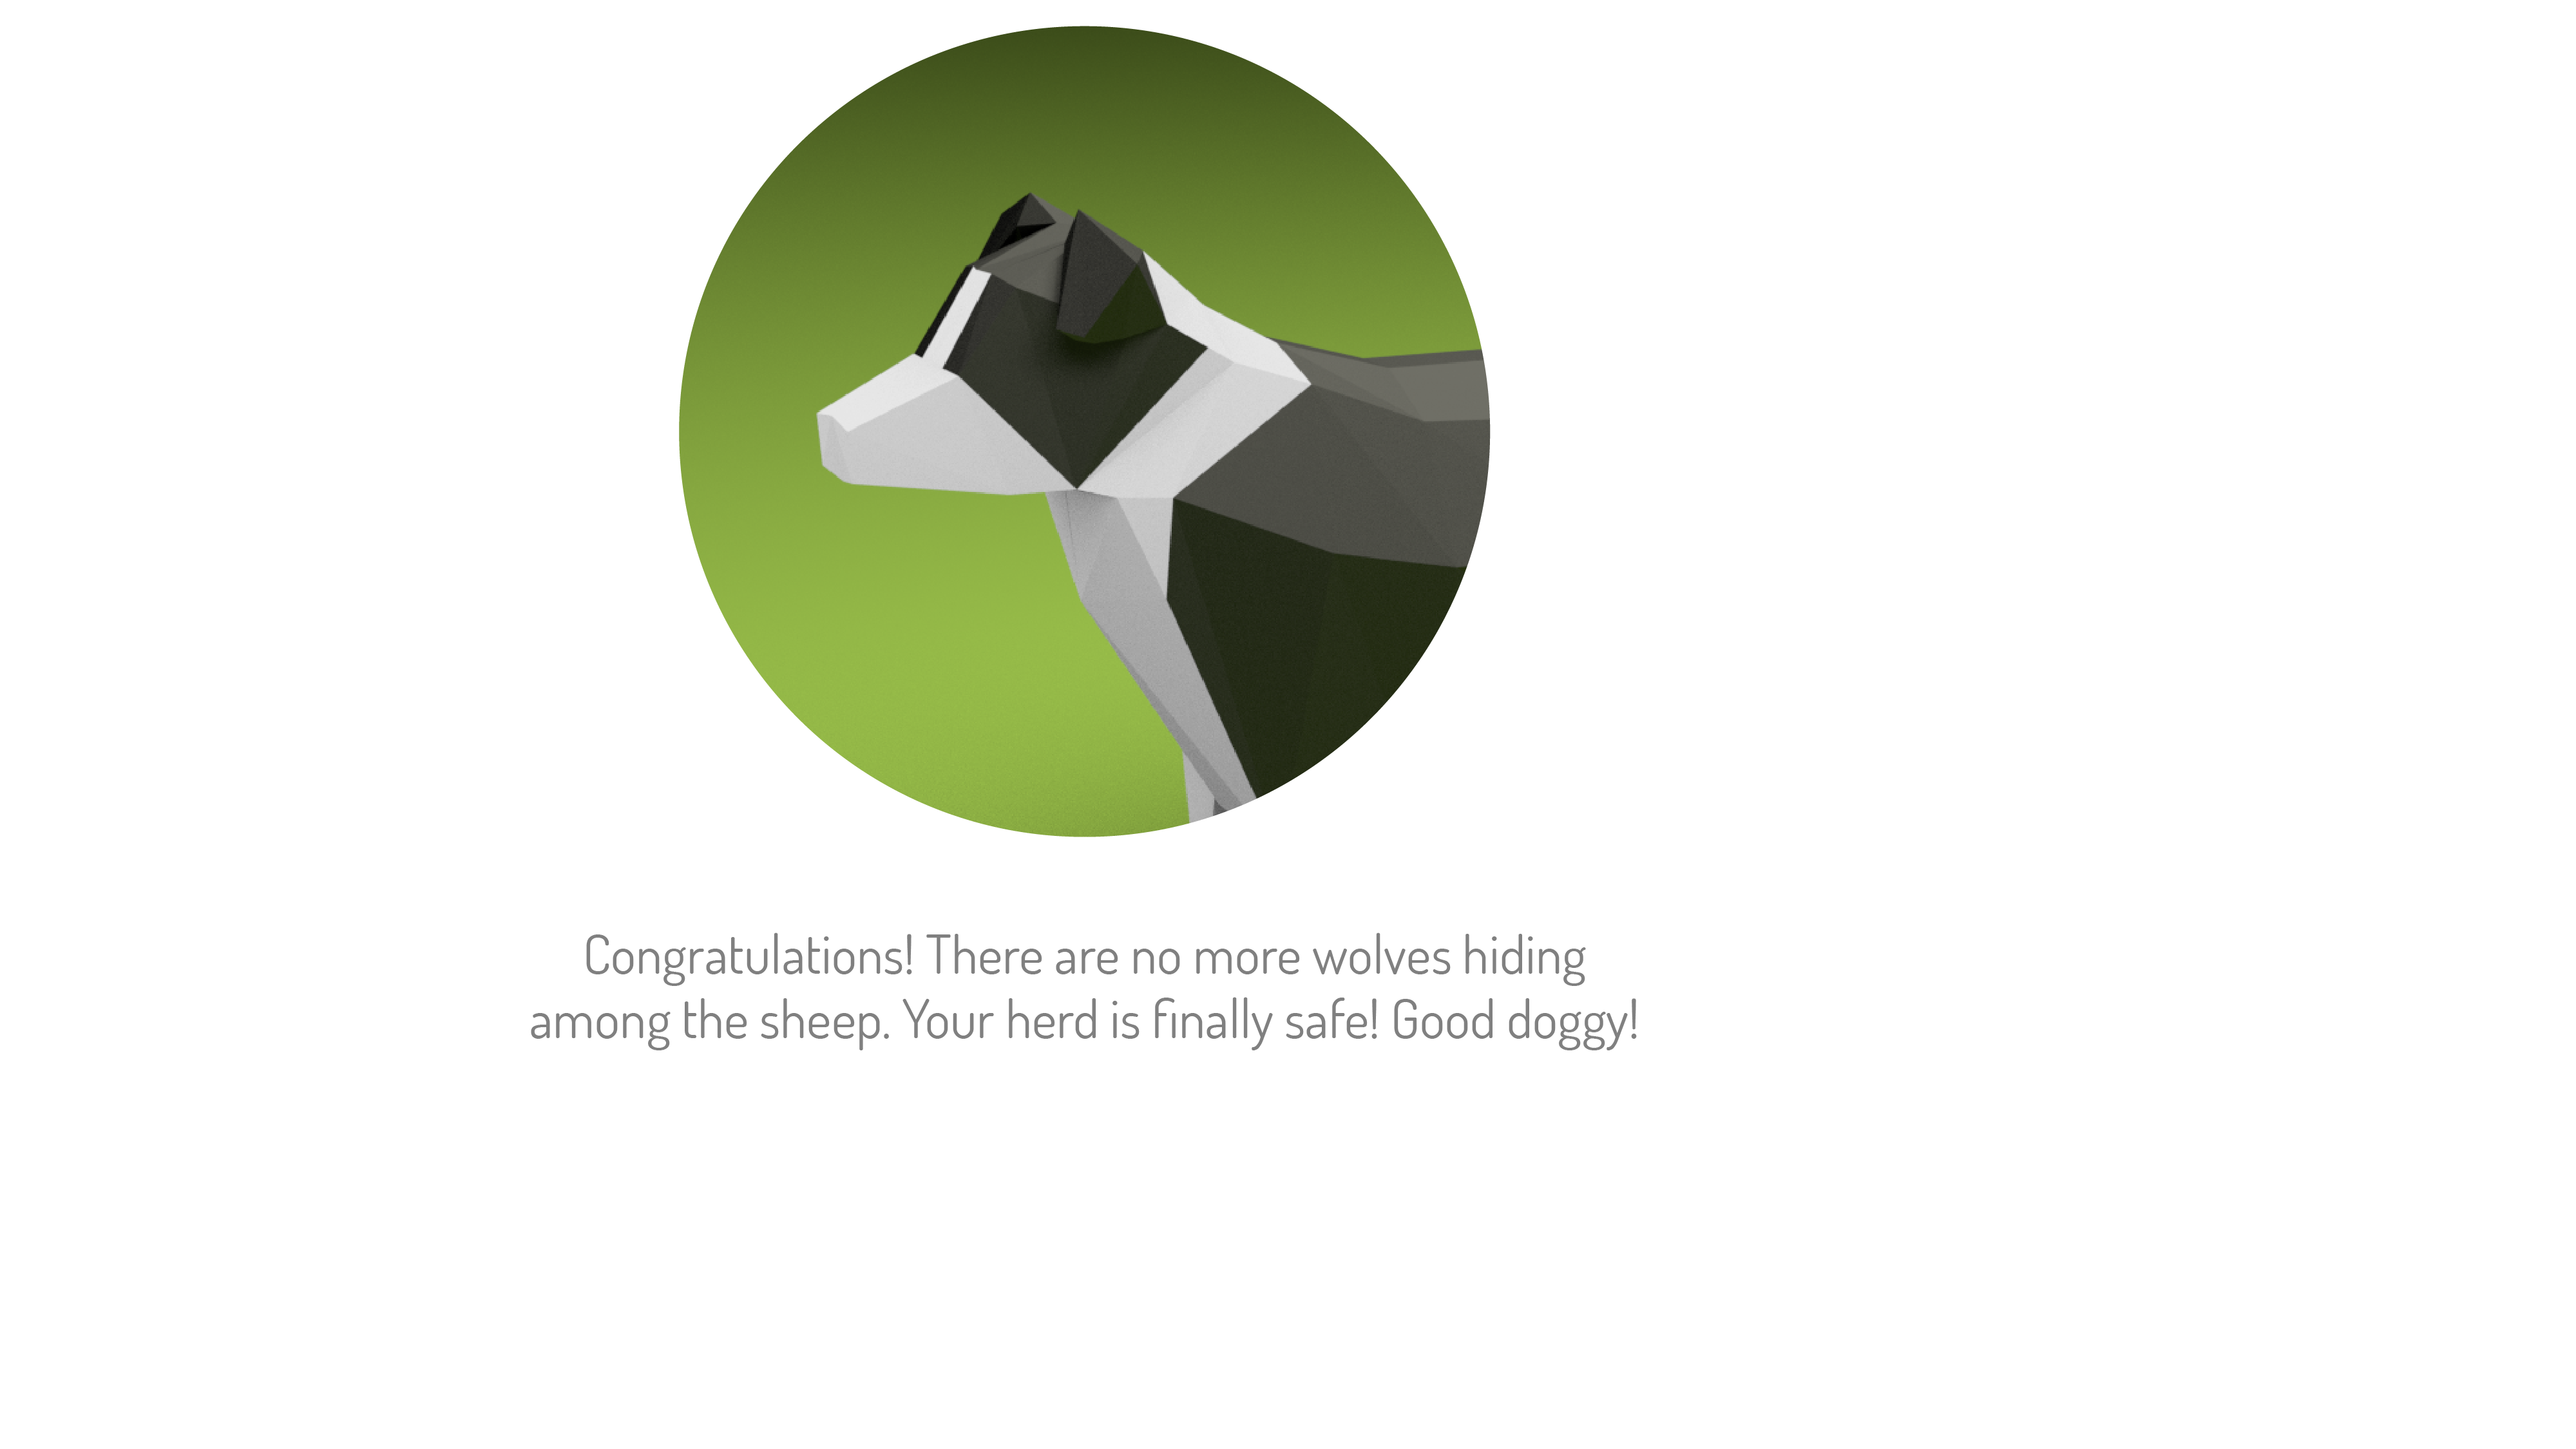 Congratulations! There are no more wolves hiding
among the sheep. Your herd is finally safe! Good doggy!